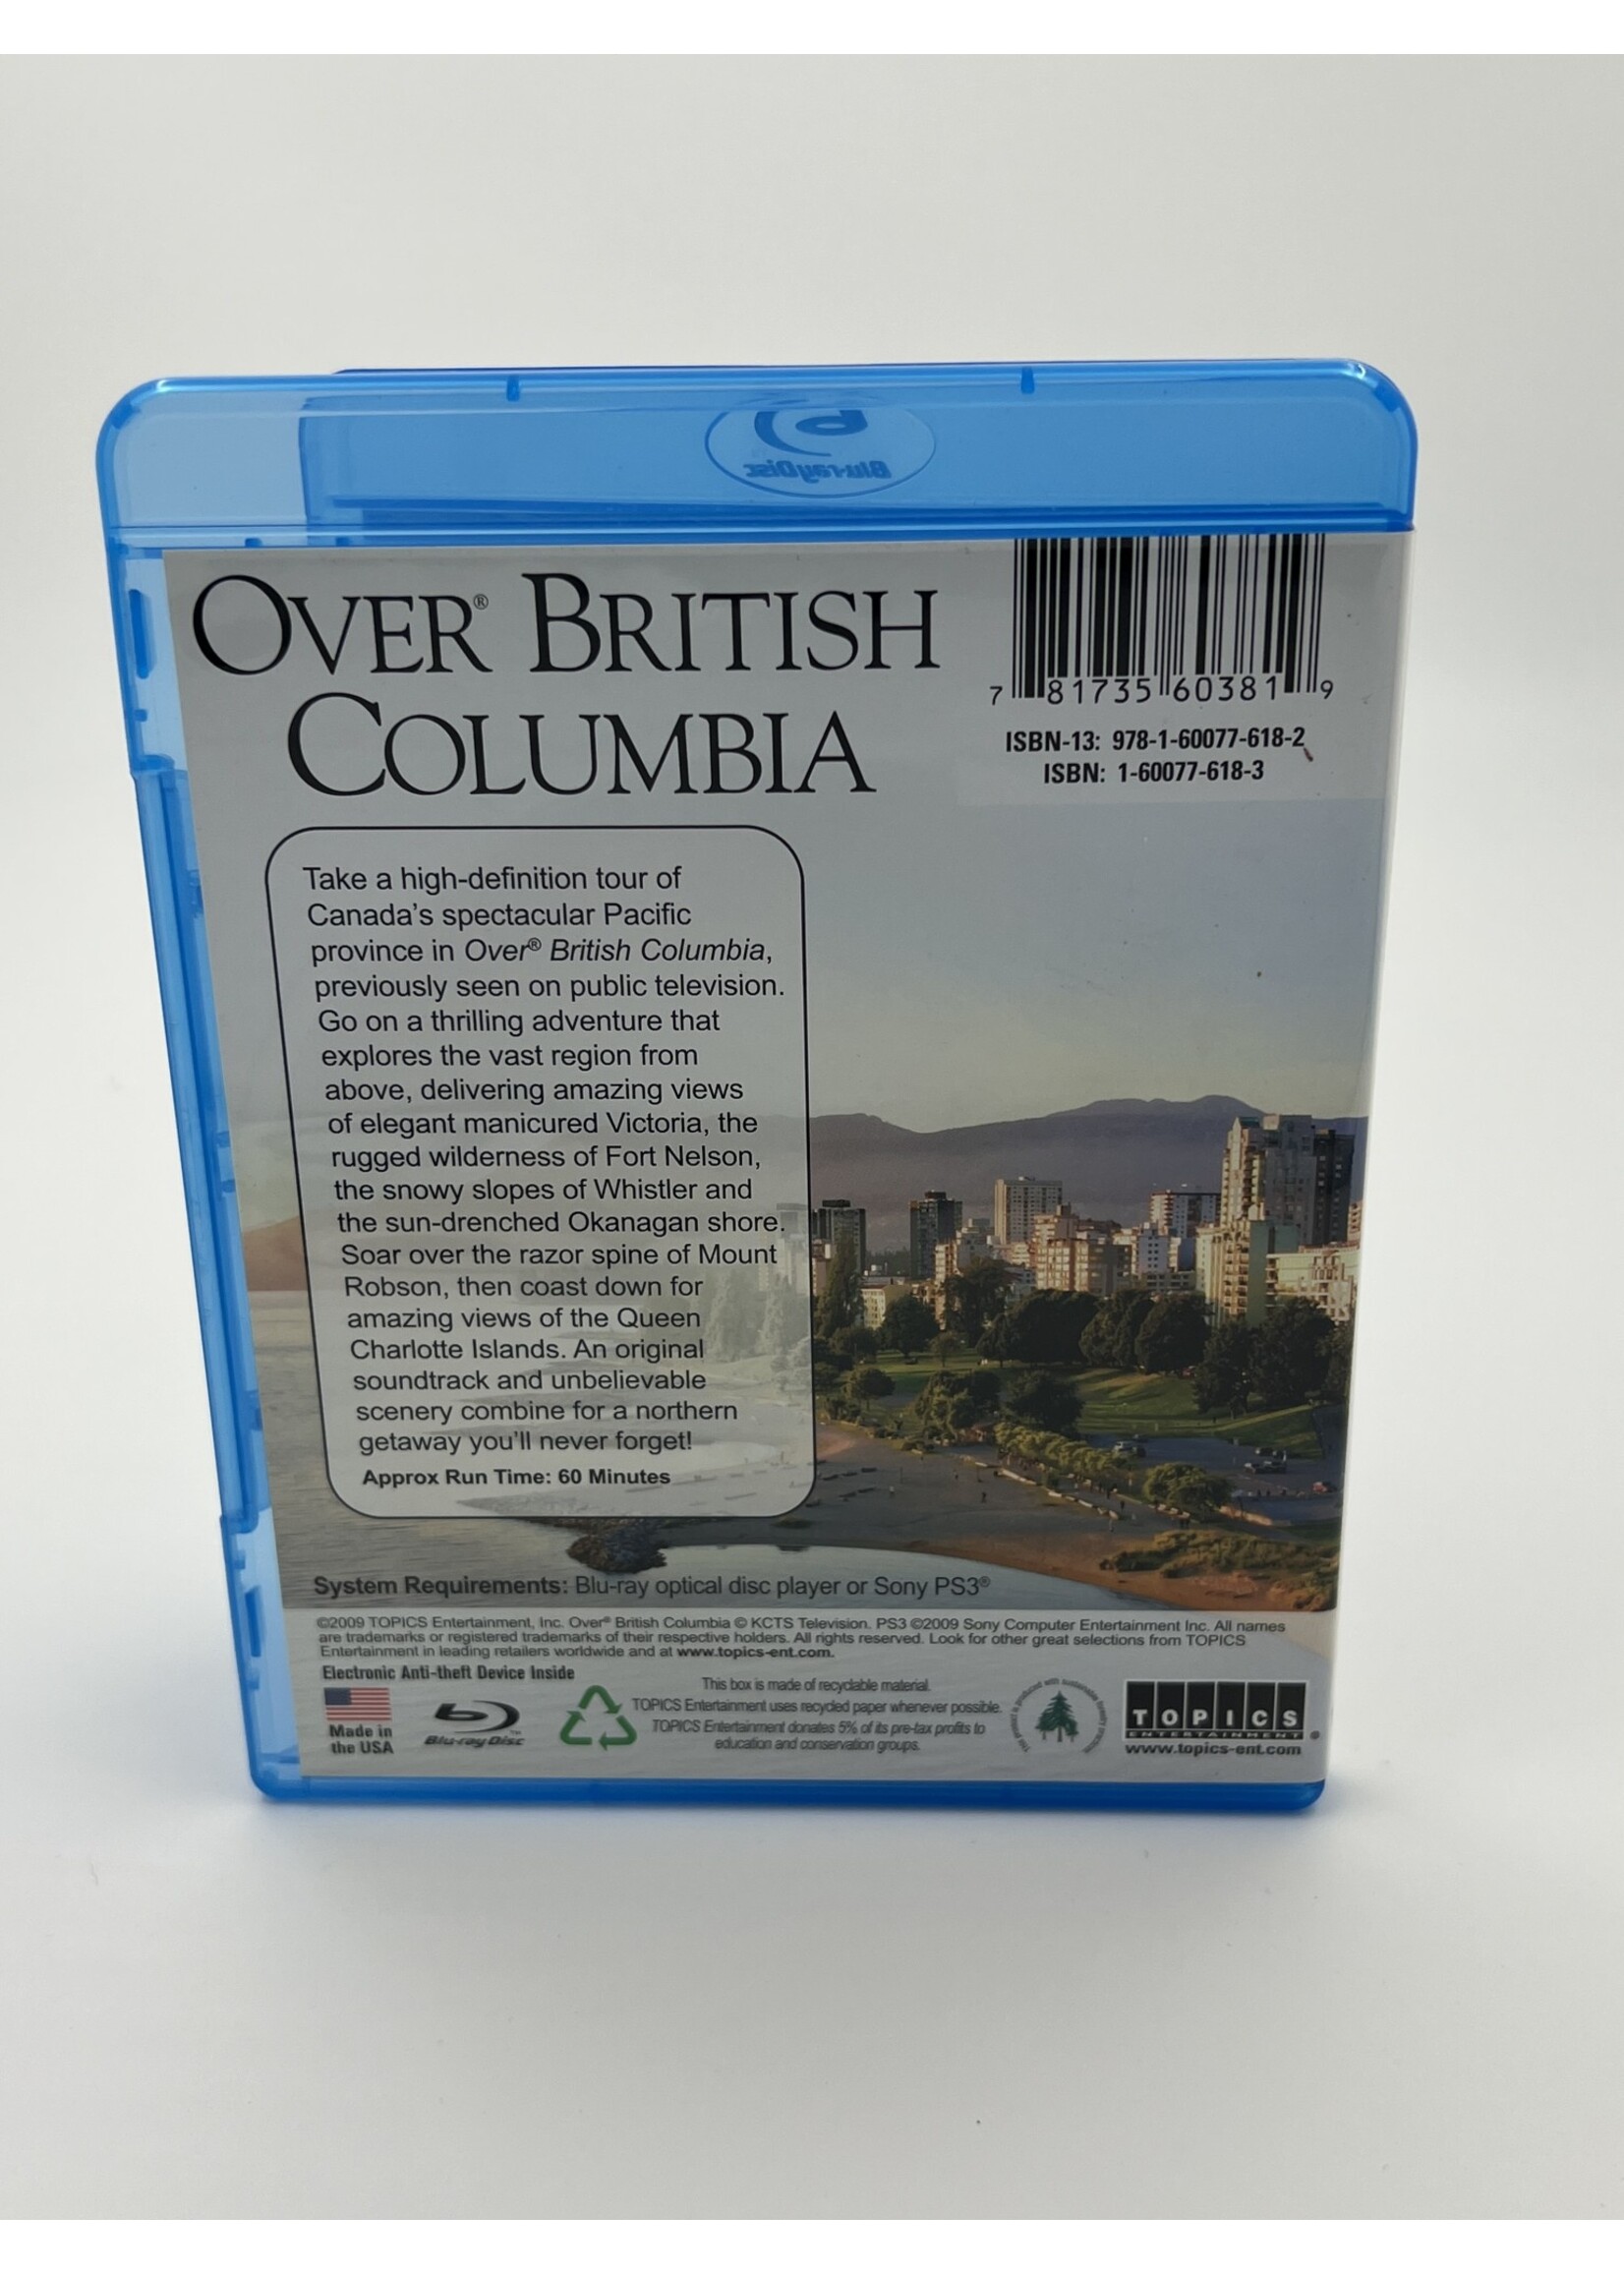 Blu-rayDisc
OVER® BRITISH
COLUMBIA
7 81735 60381 9
ISBN-13: 978-1-60077-618-2
ISBN: 1-60077-618-3
Take a high-definition tour of
Canada's spectacular Pacific
province in Over® British Columbia,
previously seen on public television.
Go on a thrilling adventure that
explores the vast region from
above, delivering amazing views
of elegant manicured Victoria, the
rugged wilderness of Fort Nelson,
the snowy slopes of Whistler and
the sun-drenched Okanagan shore.
Soar over the razor spine of Mount
Robson, then coast down for
amazing views of the Queen
Charlotte Islands. An original
soundtrack and unbelievable
scenery combine for a northern
getaway you'll never forget!
Approx Run Time: 60 Minutes
System Requirements: Blu-ray optical disc player or Sony PS3®
©2009 TOPICS Entertainment, Inc. Over® British Columbia © KCTS Television. PS3 ©2009 Sony Computer Entertainment Inc. All names
are trademarks or registered trademarks of their respective holders. All rights reserved. Look for other great selections from TOPICS
Entertainment in leading retailers worldwide and at www.topics-ent.com.
Electronic Anti-theft Device Inside
Made in
the USA
Blu-ray Disc™
This box is made of recyclable material.
TOPICS Entertainment uses recycled paper whenever possible.
TOPICS Entertainment donates 5% of its pre-tax profits to
education and conservation groups.
TOPICS
ENTERTAINMENT®
www.topics-ent.com